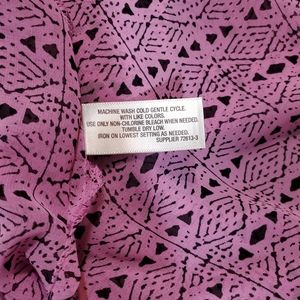 MACHINE WASH COLD GENTLE CYCLE.
WITH LIKE COLORS.
USE ONLY NON-CHLORINE BLEACH WHEN NEEDED.
TUMBLE DRY LOW.
IRON ON LOWEST SETTING AS NEEDED.
SUPPLIER 72613-3